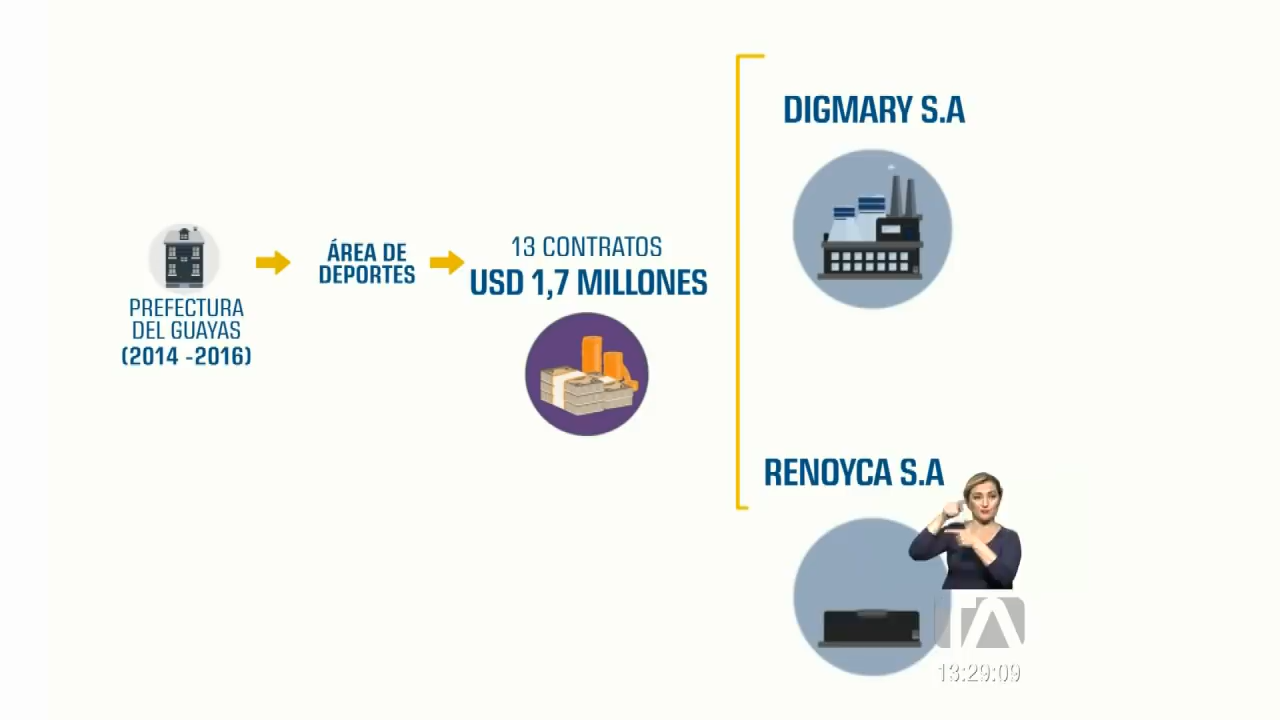 PREFECTURA
DEL GUAYAS
(2014 -2016)
ÁREA DE
DEPORTES
13 CONTRATOS
USD 1,7 MILLONES
DIGMARY S.A
RENOYCA S.A
TA
13:29:09